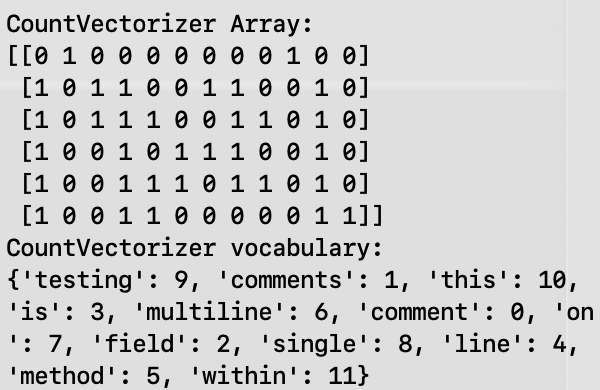 CountVectorizer Array:
[[0 1 0 0 0 0 0 0 0 1 0 0]
[1 0 1 1 0 0 1 1 0 0 1 0]
[1 0 1 1 1 0 0 1 1 0 1 0]
[1 0 0 1 0 1 1 1 0 0 1 0]
[1 0 0 1 1 1 0 1 1 0 1 0]
[1 0 0 1 1 0 0 0 0 0 1 1]]
CountVectorizer vocabulary:
{'testing': 9, 'comments': 1, 'this': 10,
'is': 3, 'multiline': 6, 'comment': 0, 'on
': 7, 'field': 2, 'single': 8, 'line': 4,
'method': 5, 'within': 11}